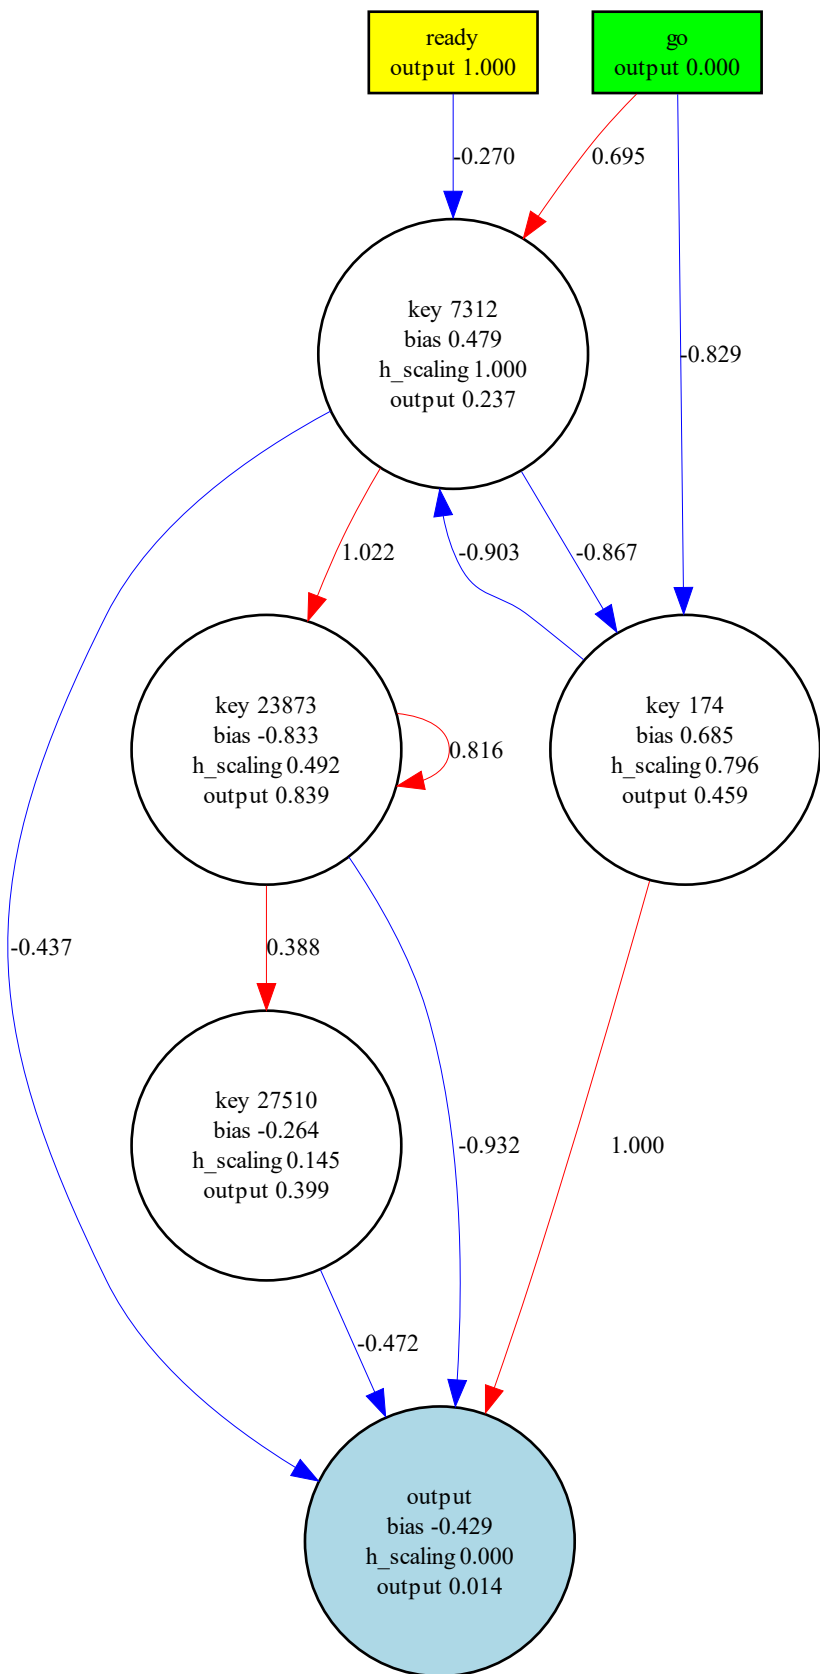 ready
output 1.000
go
output 0.000
-0.270
0.695
key 7312
bias 0.479
h_scaling 1.000
output 0.237
-0.829
1.022
-0.903
-0.867
key 23873
bias -0.833
h_scaling 0.492
output 0.839
0.816
key 174
bias 0.685
h_scaling 0.796
output 0.459
-0.437
0.388
key 27510
bias -0.264
h_scaling 0.145
output 0.399
-0.932
1.000
-0.472
output
bias -0.429
h_scaling 0.000
output 0.014